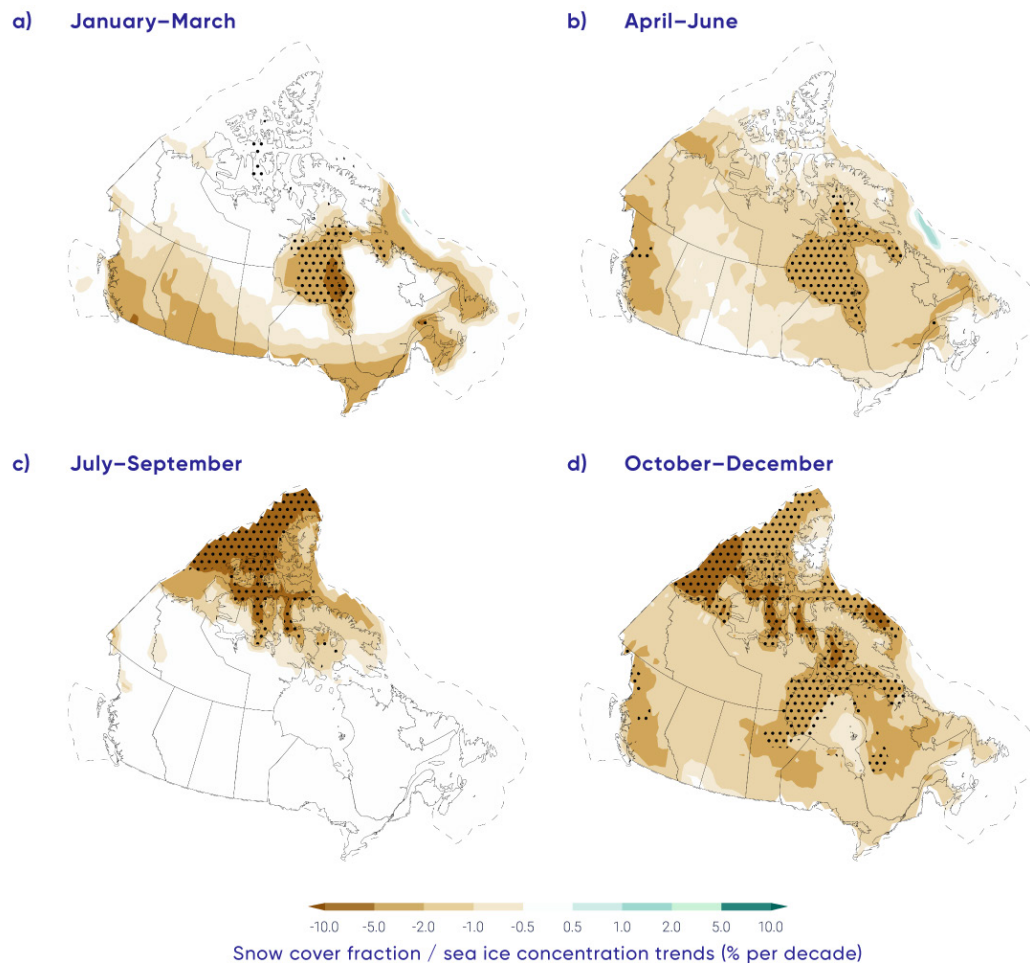 a) January–March
b) April–June
c) July–September
d) October–December
-10.0 -5.0 -2.0 -1.0 -0.5 0.5 1.0 2.0 5.0 10.0
Snow cover fraction / sea ice concentration trends (% per decade)